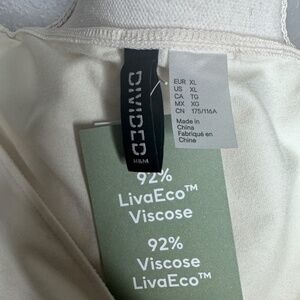 DIVIDED
H&M
EUR XL
US XL
CA TG
MX XG
CN 175/116A
Made in
China
Fabriqué en
Chine
92%
LivaEco™
Viscose
92%
Viscose
LivaEco™